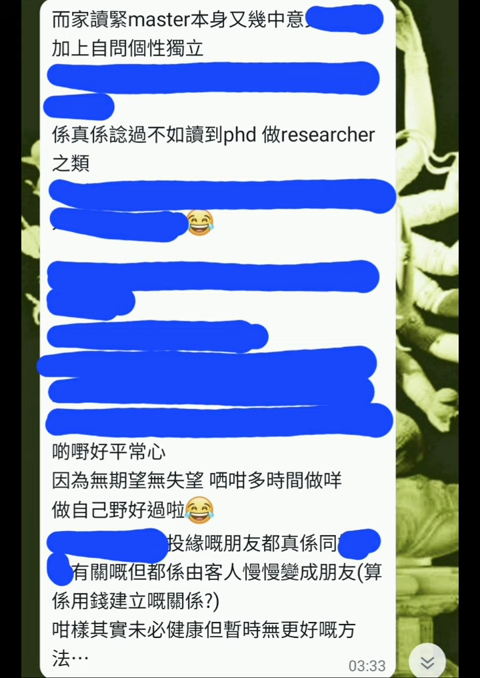 而家讀緊master本身又幾中意
加上自問個性獨立
係真係諗過不如讀到phd 做researcher
之類
😂
啲嘢好平常心
因為無期望無失望 哂咁多時間做咩
做自己野好過啦😂
投緣嘅朋友都真係同
有關嘅但都係由客人慢慢變成朋友(算
係用錢建立嘅關係?)
咁樣其實未必健康但暫時無更好嘅方
法…
03:33